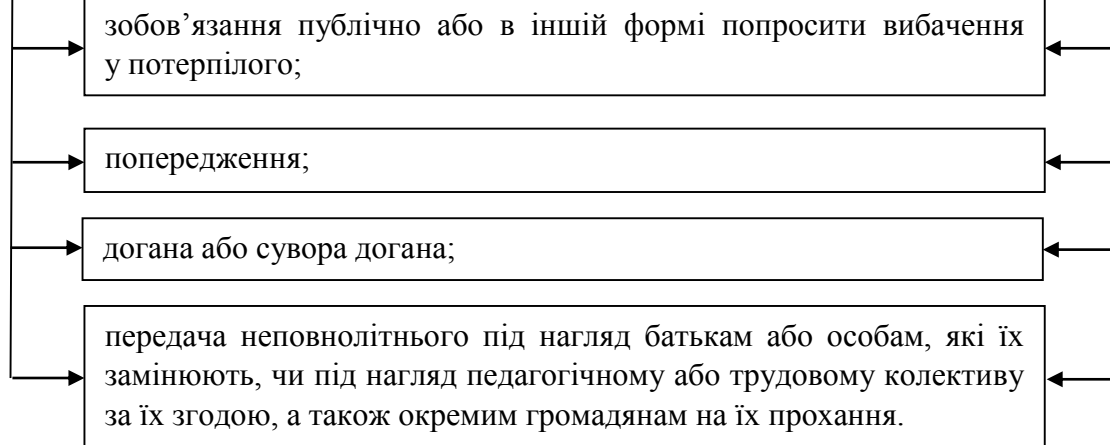 зобов’язання публічно або в іншій формі попросити вибачення
у потерпілого;
попередження;
догана або сувора догана;
передача неповнолітнього під нагляд батькам або особам, які їх
замінюють, чи під нагляд педагогічному або трудовому колективу
за їх згодою, а також окремим громадянам на їх прохання.